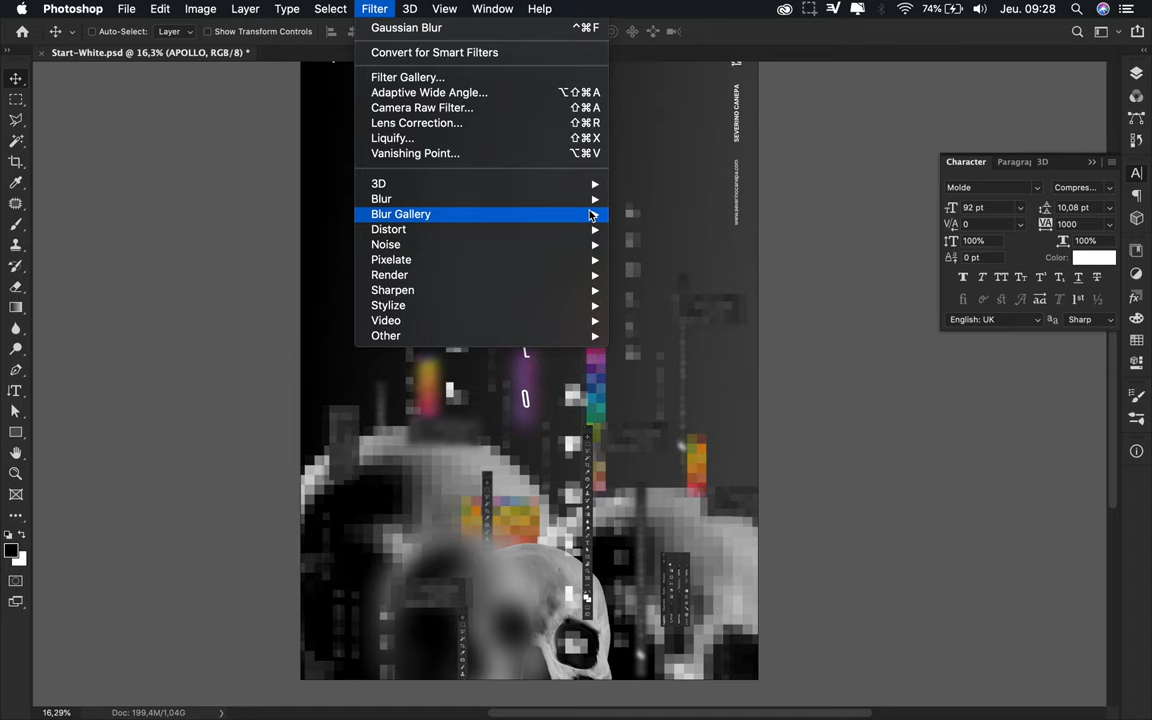 Photoshop File Edit Image Layer Type Select Filter 3D View Window Help 74% Jeu. 09:28
Auto-Select: Layer Show Transform Controls
Start-White.psd @ 16,3% (APOLLO, RGB/8) *
Gaussian Blur ^⌘F
Convert for Smart Filters
Filter Gallery...
Adaptive Wide Angle... ⌥⇧⌘A
Camera Raw Filter... ⇧⌘A
Lens Correction... ⇧⌘R
Liquify... ⇧⌘X
Vanishing Point... ⌥⌘V
3D
Blur
Blur Gallery
Distort
Noise
Pixelate
Render
Sharpen
Stylize
Video
Other
SEVERINO CANEPA
www.severinocanepa.com
L
O
Character Paragraj 3D
Molde Compres...
92 pt 10,08 pt
0 1000
100% 100%
0 pt Color:
English: UK Sharp
16,29% Doc: 199,4M/1,04G